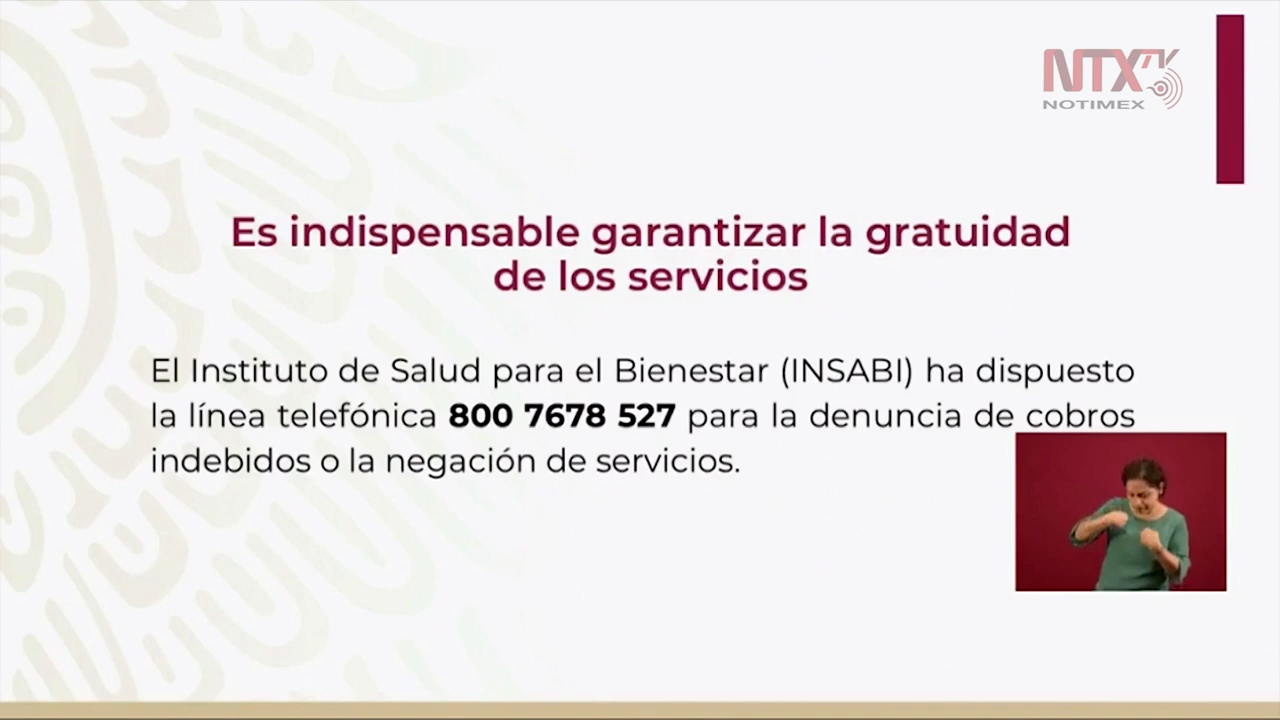 NTX
NOTIMEX
Es indispensable garantizar la gratuidad
de los servicios
El Instituto de Salud para el Bienestar (INSABI) ha dispuesto
la línea telefónica 800 7678 527 para la denuncia de cobros
indebidos o la negación de servicios.